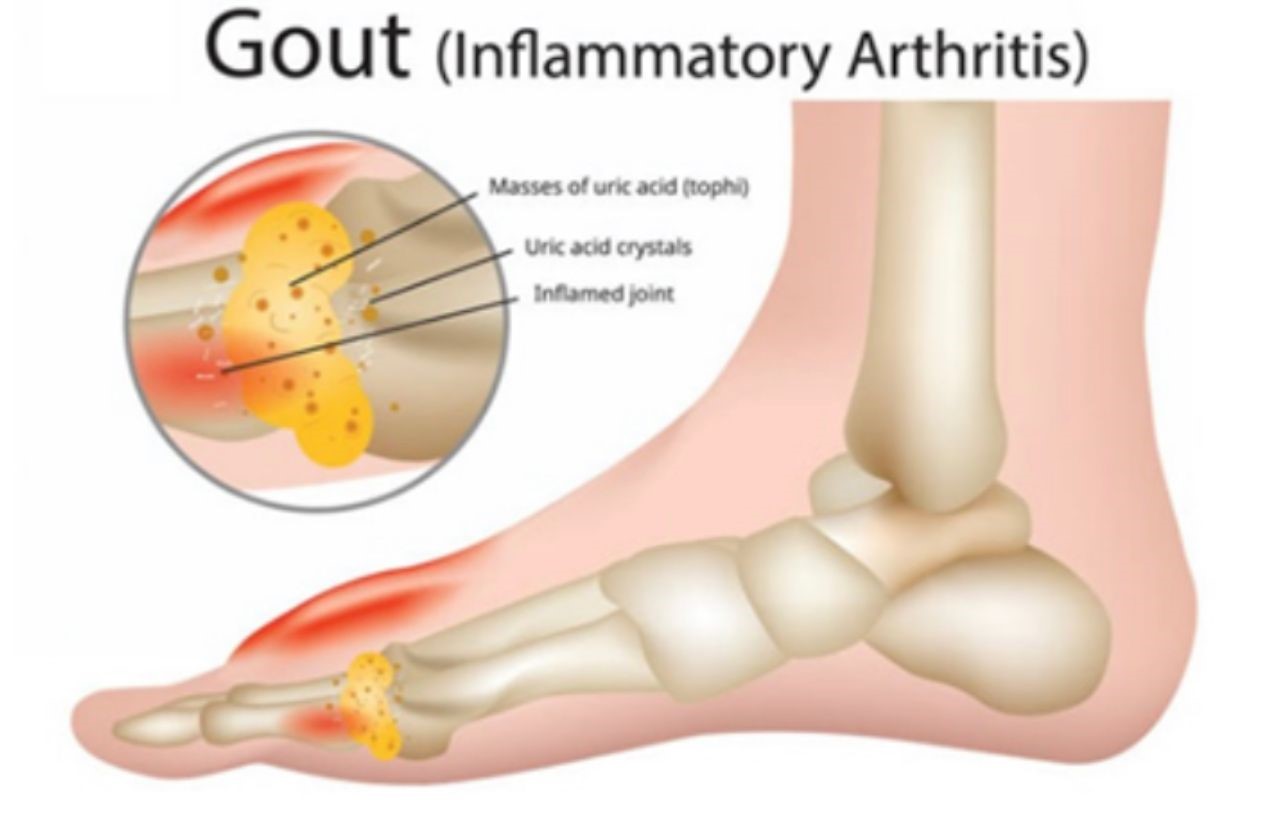 Gout (Inflammatory Arthritis)
Masses of uric acid (tophi)
Uric acid crystals
Inflamed joint